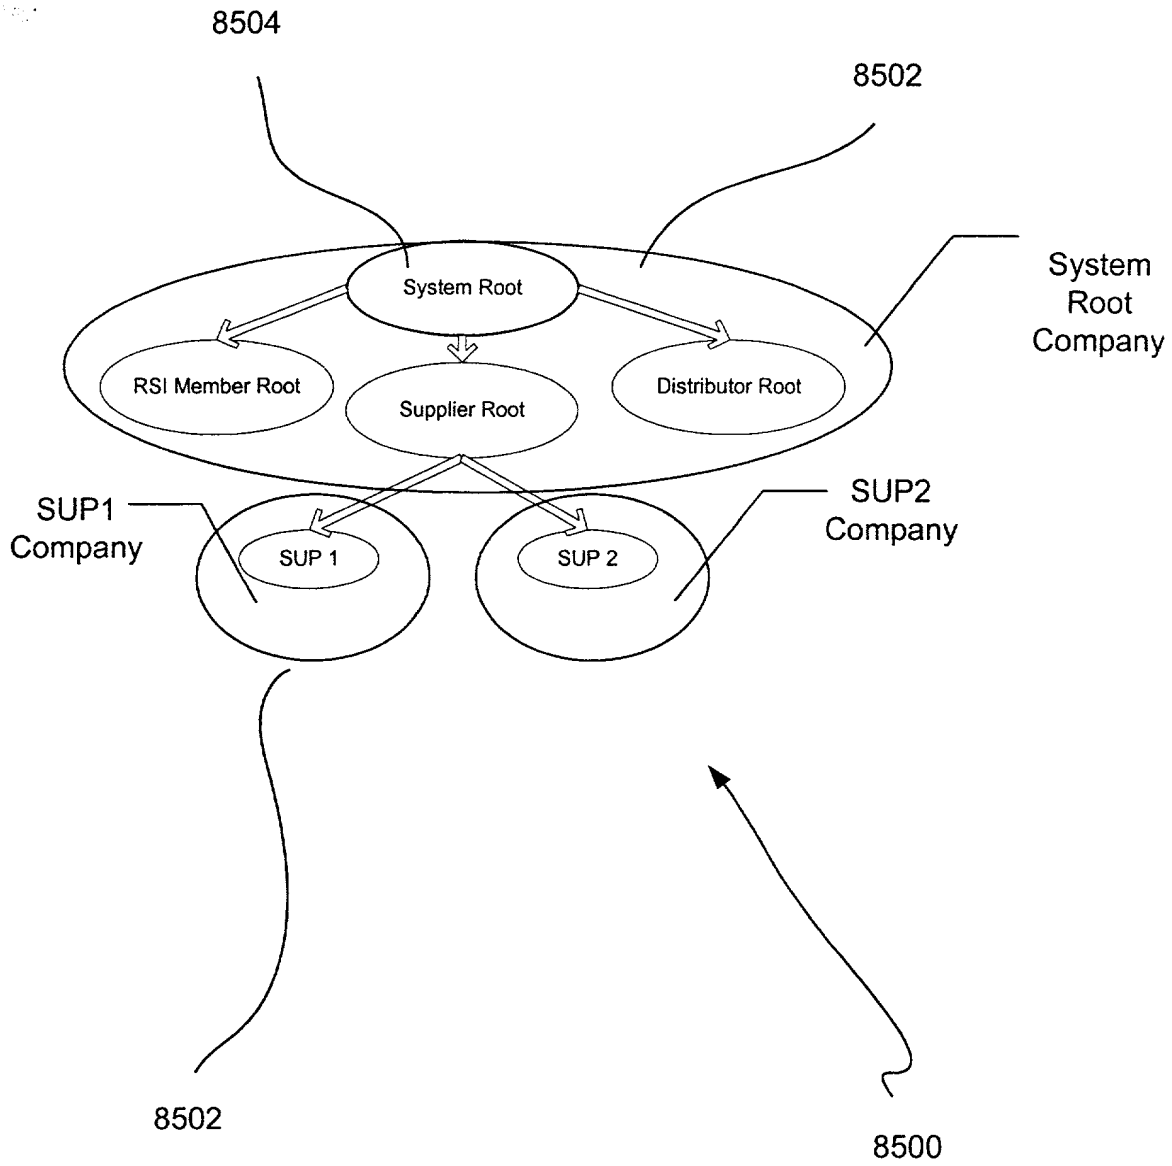 8504
8502
System Root
System
Root
Company
RSI Member Root
Supplier Root
Distributor Root
SUP1
Company
SUP 1
SUP 2
SUP2
Company
8502
8500